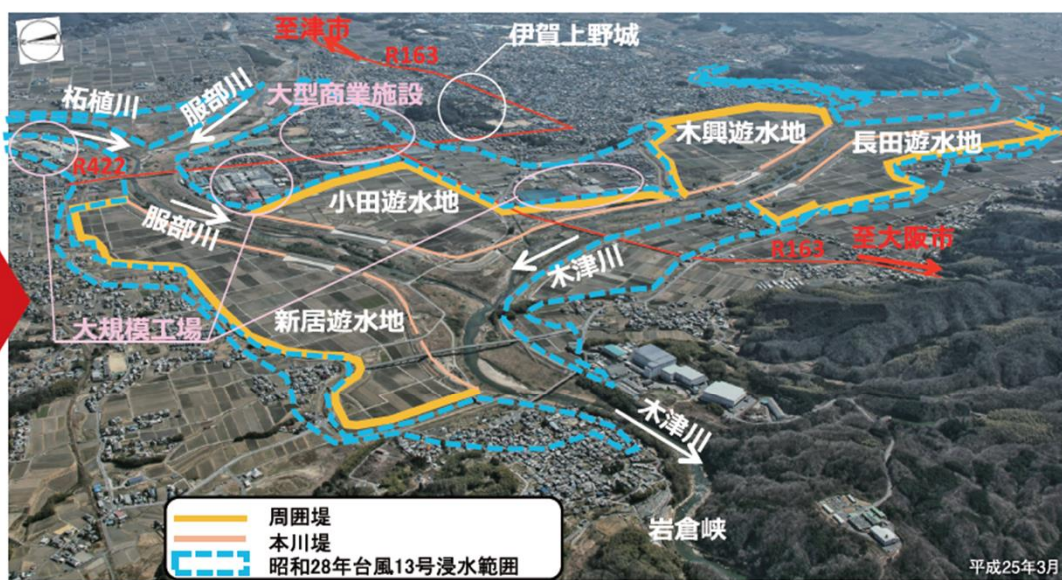 至津市
伊賀上野城
R163
柘植川
服部川
大型商業施設
木興遊水地
長田遊水地
R422
小田遊水地
服部川
木津川
R163
至大阪市
大規模工場
新居遊水地
木津川
岩倉峡
周囲堤
本川堤
昭和28年台風13号浸水範囲
平成25年3月